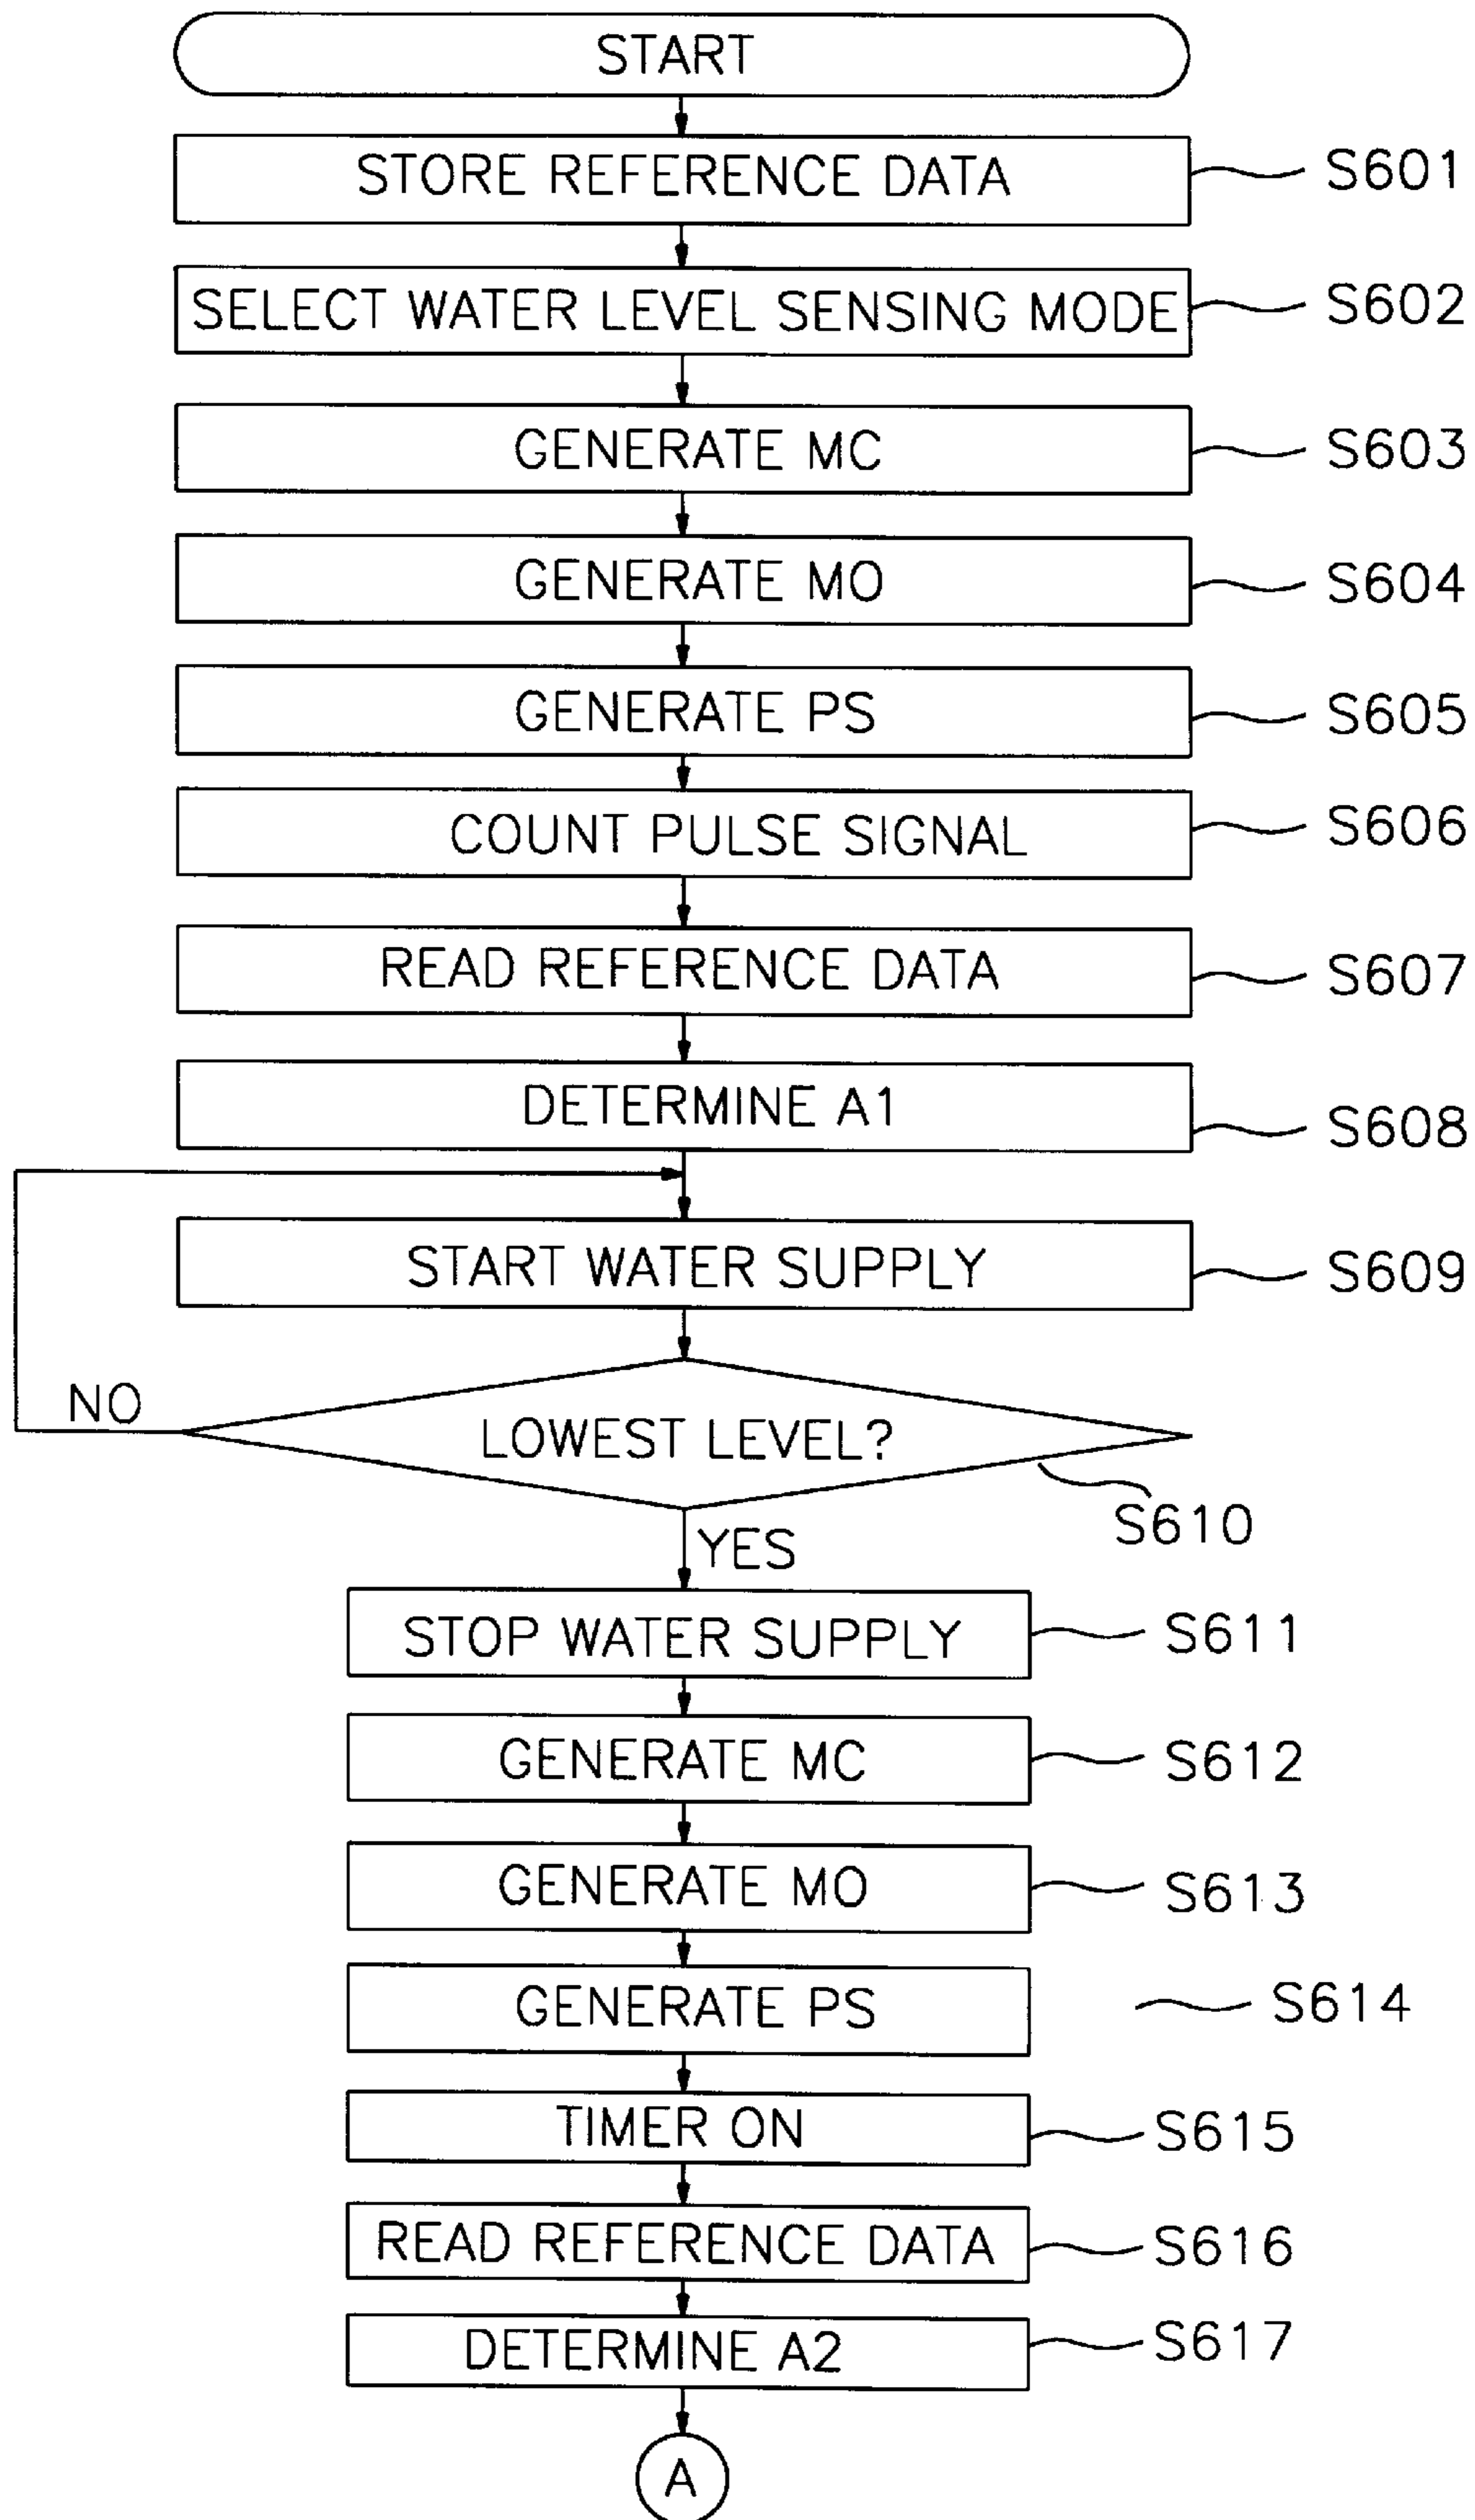 START
STORE REFERENCE DATA
S601
SELECT WATER LEVEL SENSING MODE
S602
GENERATE MC
S603
GENERATE MO
S604
GENERATE PS
S605
COUNT PULSE SIGNAL
S606
READ REFERENCE DATA
S607
DETERMINE A1
S608
START WATER SUPPLY
S609
NO
LOWEST LEVEL?
S610
YES
STOP WATER SUPPLY
S611
GENERATE MC
S612
GENERATE MO
S613
GENERATE PS
S614
TIMER ON
S615
READ REFERENCE DATA
S616
DETERMINE A2
S617
A